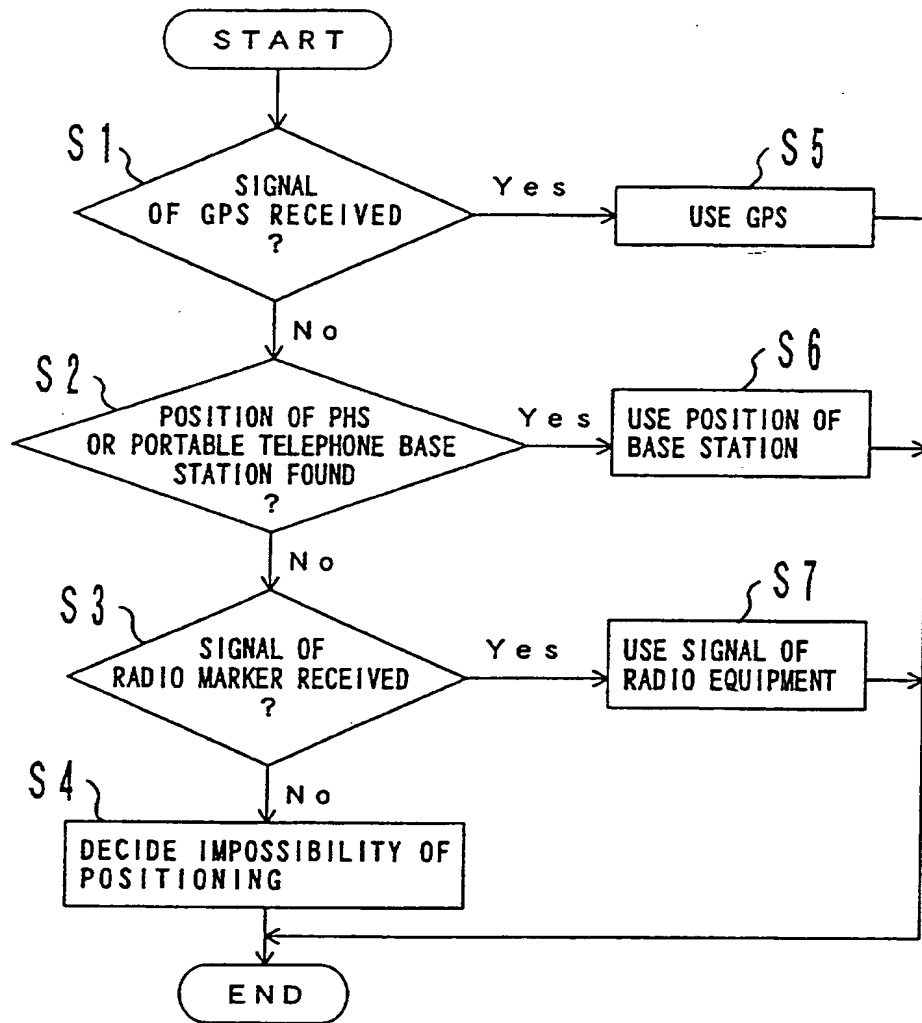 START
S1
SIGNAL
OF GPS RECEIVED
?
Yes
S5
USE GPS
No
S2
POSITION OF PHS
OR PORTABLE TELEPHONE BASE
STATION FOUND
?
Yes
S6
USE POSITION OF
BASE STATION
No
S3
SIGNAL OF
RADIO MARKER RECEIVED
?
Yes
S7
USE SIGNAL OF
RADIO EQUIPMENT
No
S4
DECIDE IMPOSSIBILITY OF
POSITIONING
END